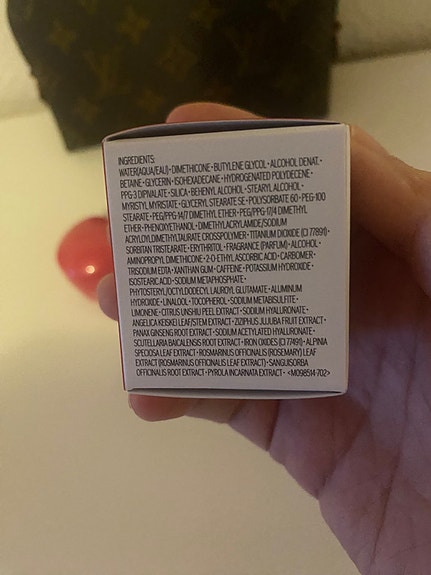 INGREDIENTS:
WATER(AQUA/EAU)•DIMETHICONE•BUTYLENE GLYCOL•ALCOHOL DENAT.•
BETAINE•GLYCERIN•ISOHEXADECANE•HYDROGENATED POLYDECENE•
PPG-3 DIPIVALATE•SILICA•BEHENYL ALCOHOL•STEARYL ALCOHOL•
MYRISTYL MYRISTATE•GLYCERYL STEARATE SE•POLYSORBATE 60•PEG-100
STEARATE•PEG/PPG-14/7 DIMETHYL ETHER•PEG/PPG-17/4 DIMETHYL
ETHER•PHENOXYETHANOL•DIMETHYLACRYLAMIDE/SODIUM
ACRYLOYLDIMETHYLTAURATE CROSSPOLYMER•TITANIUM DIOXIDE (CI 77891)•
SORBITAN TRISTEARATE•ERYTHRITOL•FRAGRANCE (PARFUM)•ALCOHOL•
AMINOPROPYL DIMETHICONE•2-O-ETHYL ASCORBIC ACID•CARBOMER•
TRISODIUM EDTA•XANTHAN GUM•CAFFEINE•POTASSIUM HYDROXIDE•
ISOSTEARIC ACID•SODIUM METAPHOSPHATE•
PHYTOSTERYL/OCTYLDODECYL LAUROYL GLUTAMATE•ALUMINUM
HYDROXIDE•LINALOOL•TOCOPHEROL•SODIUM METABISULFITE•
LIMONENE•CITRUS UNSHIU PEEL EXTRACT•SODIUM HYALURONATE•
ANGELICA KEISKEI LEAF/STEM EXTRACT•ZIZIPHUS JUJUBA FRUIT EXTRACT•
PANAX GINSENG ROOT EXTRACT•SODIUM ACETYLATED HYALURONATE•
SCUTELLARIA BAICALENSIS ROOT EXTRACT•IRON OXIDES (CI 77491)•ALPINIA
SPECIOSA LEAF EXTRACT•ROSMARINUS OFFICINALIS (ROSEMARY) LEAF
EXTRACT (ROSMARINUS OFFICINALIS LEAF EXTRACT)•SANGUISORBA
OFFICINALIS ROOT EXTRACT•PYROLA INCARNATA EXTRACT•<M098514-702>